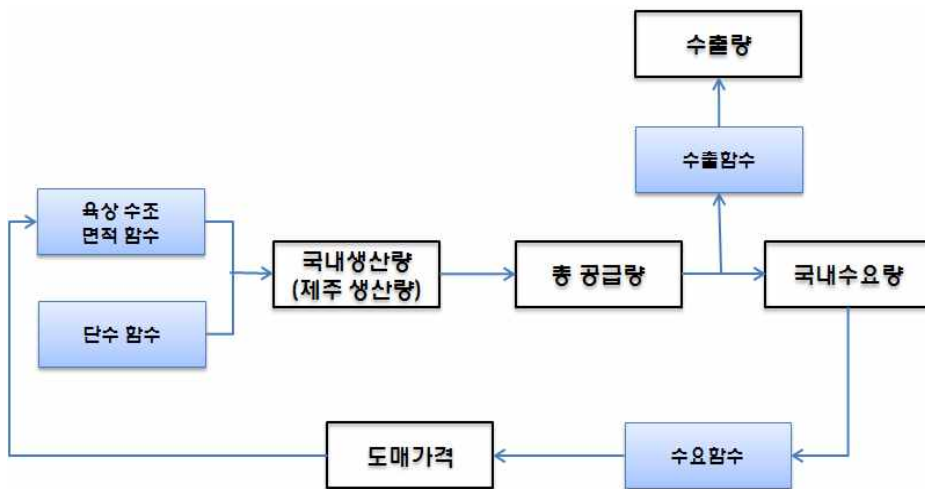 수출량
수출함수
육상 수조
면적 함수
국내생산량
(제주 생산량)
총 공급량
국내수요량
단수 함수
도매가격
수요함수